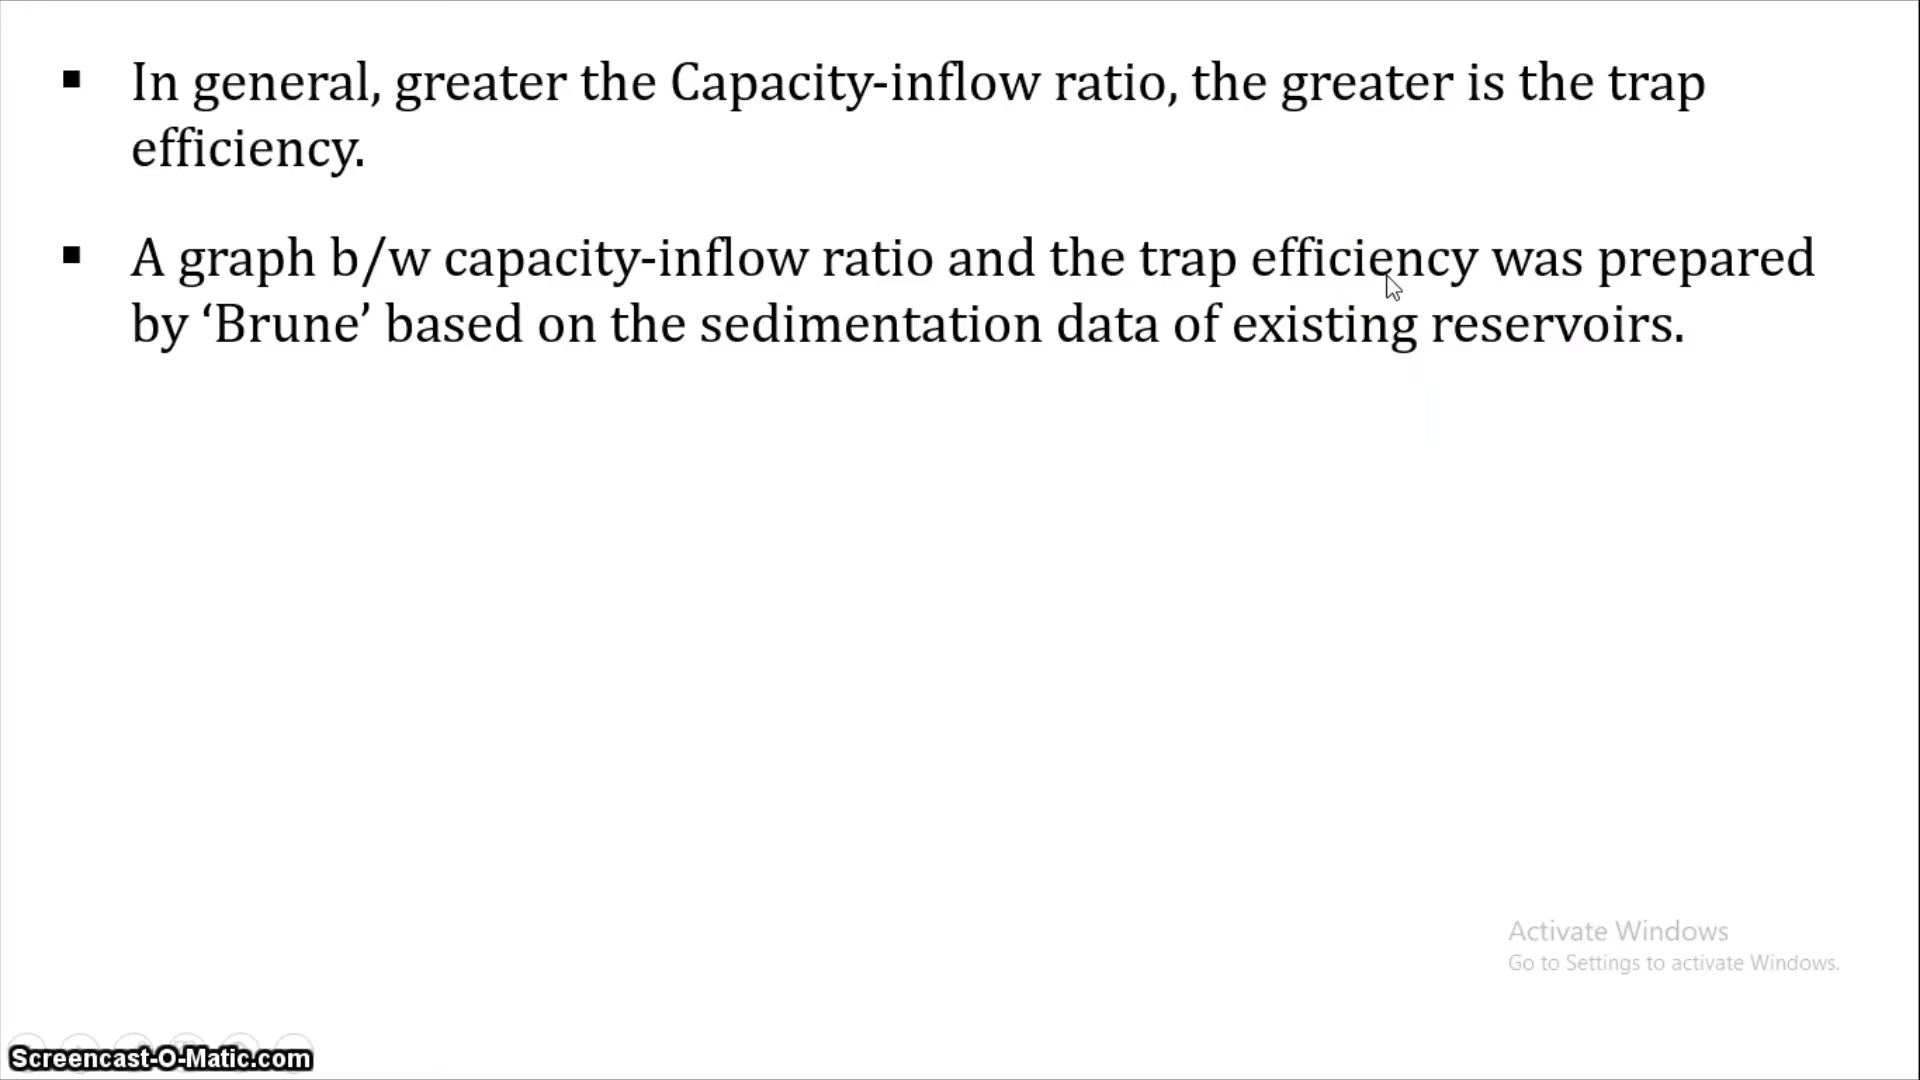 ▪ In general, greater the Capacity-inflow ratio, the greater is the trap
efficiency.
▪ A graph b/w capacity-inflow ratio and the trap efficiency was prepared
by ‘Brune’ based on the sedimentation data of existing reservoirs.
Activate Windows
Go to Settings to activate Windows.
Screencast-O-Matic.com